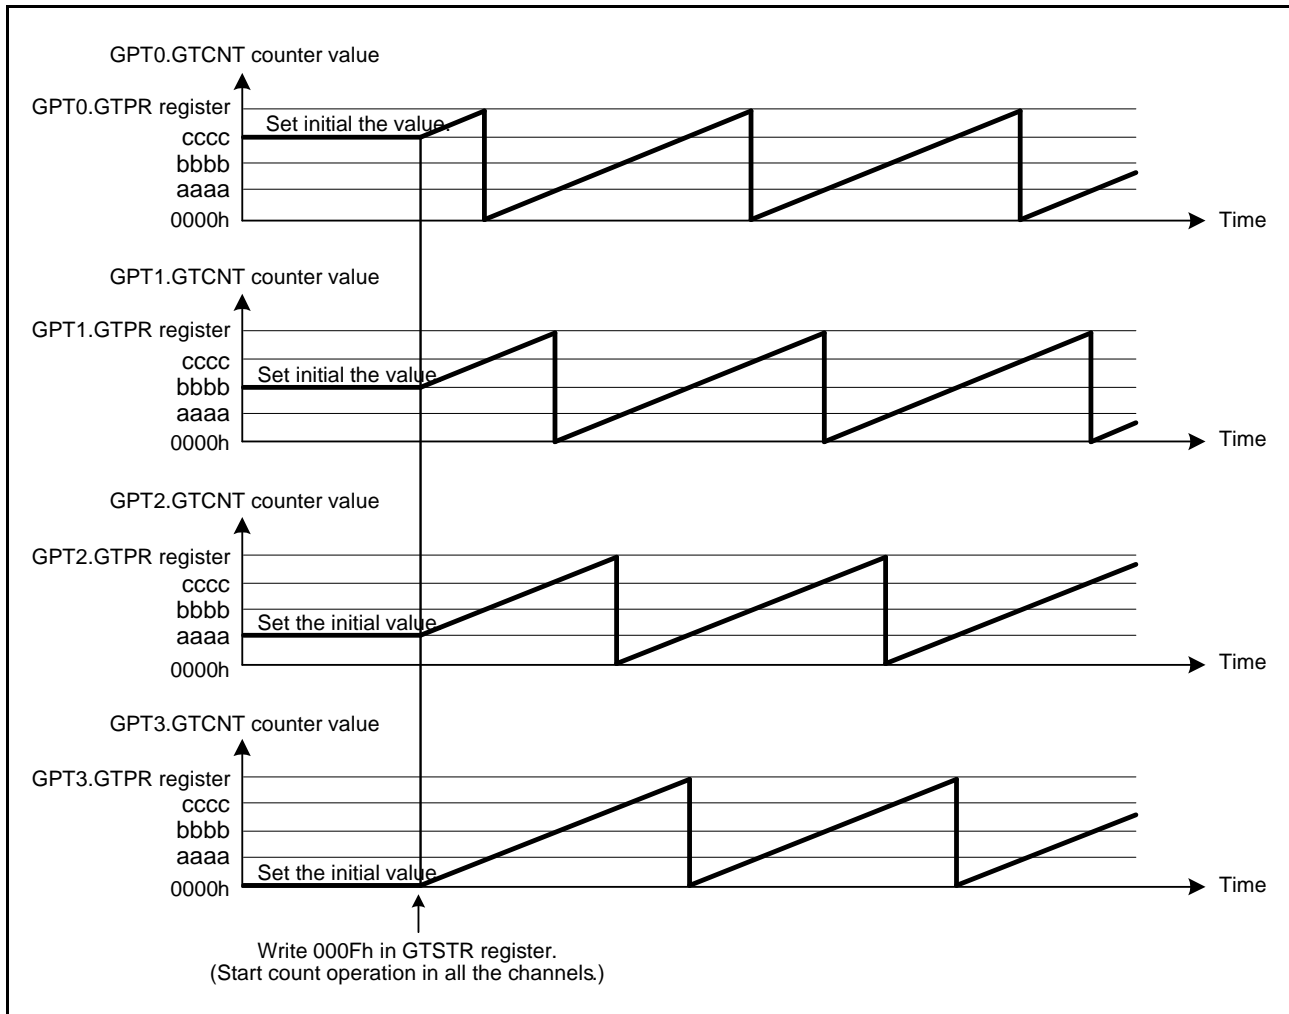 GPT0.GTCNT counter value
GPT0.GTPR register
Set initial the value.
cccc
bbbb
aaaa
0000h
Time
GPT1.GTCNT counter value
GPT1.GTPR register
cccc
Set initial the value
bbbb
aaaa
0000h
Time
GPT2.GTCNT counter value
GPT2.GTPR register
cccc
bbbb
Set the initial value
aaaa
0000h
Time
GPT3.GTCNT counter value
GPT3.GTPR register
cccc
bbbb
aaaa
Set the initial value
0000h
Time
Write 000Fh in GTSTR register.
(Start count operation in all the channels.)